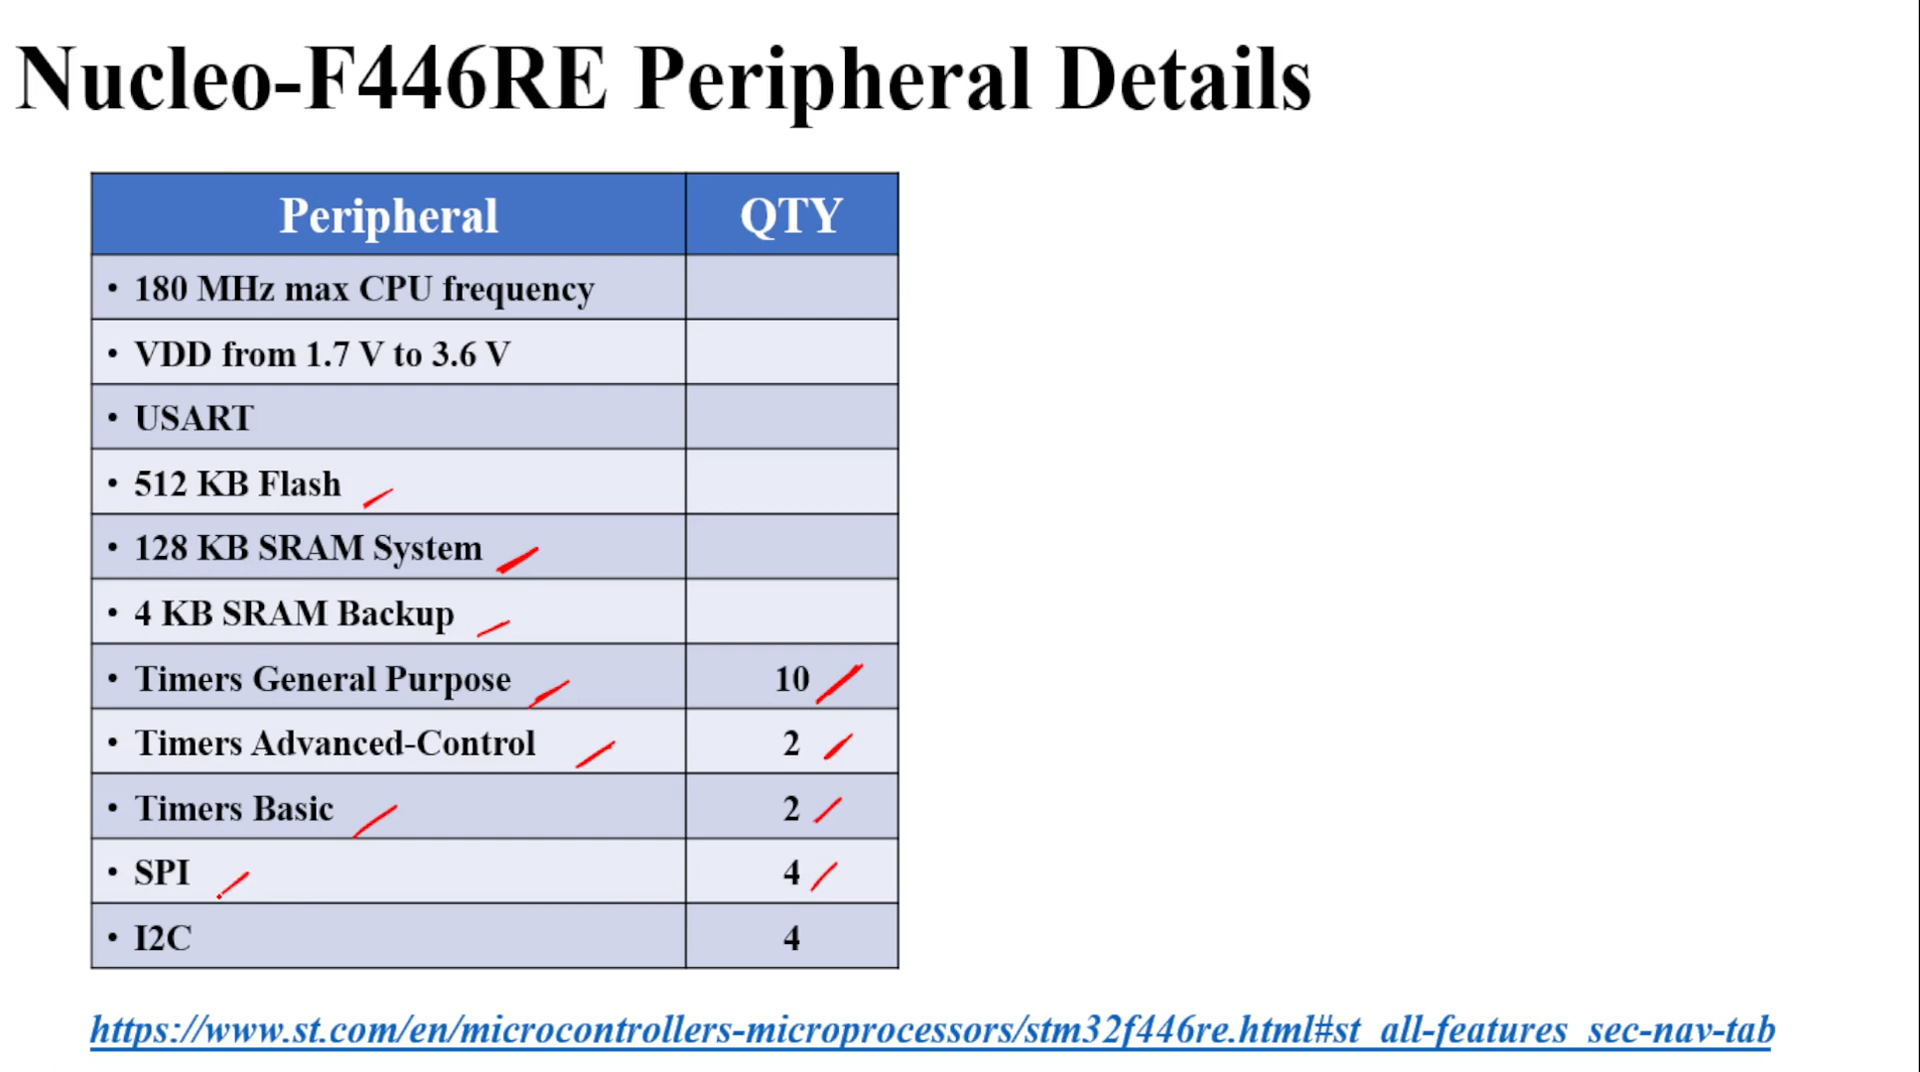 Nucleo-F446RE Peripheral Details
Peripheral QTY
• 180 MHz max CPU frequency
• VDD from 1.7 V to 3.6 V
• USART
• 512 KB Flash
• 128 KB SRAM System
• 4 KB SRAM Backup
• Timers General Purpose 10
• Timers Advanced-Control 2
• Timers Basic 2
• SPI 4
• I2C 4
https://www.st.com/en/microcontrollers-microprocessors/stm32f446re.html#st_all-features_sec-nav-tab